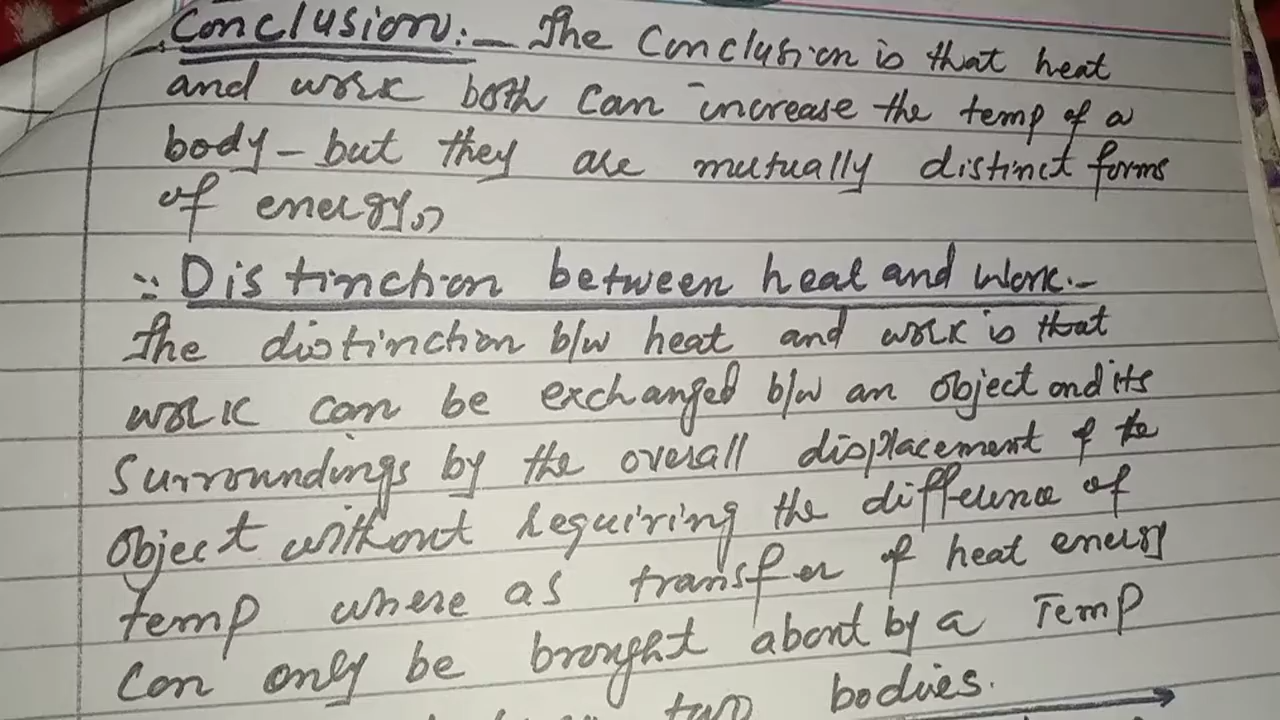 Conclusion:- The Conclusion is that heat
and work both can increase the temp of a
body - but they are mutually distinct forms
of energy.
:- Distinction between heat and work:-
The distinction b/w heat and work is that
work can be exchanged b/w an object and its
surroundings by the overall displacement of the
object without requiring the difference of
temp where as transfer of heat energy
can only be brought about by a Temp
two bodies.